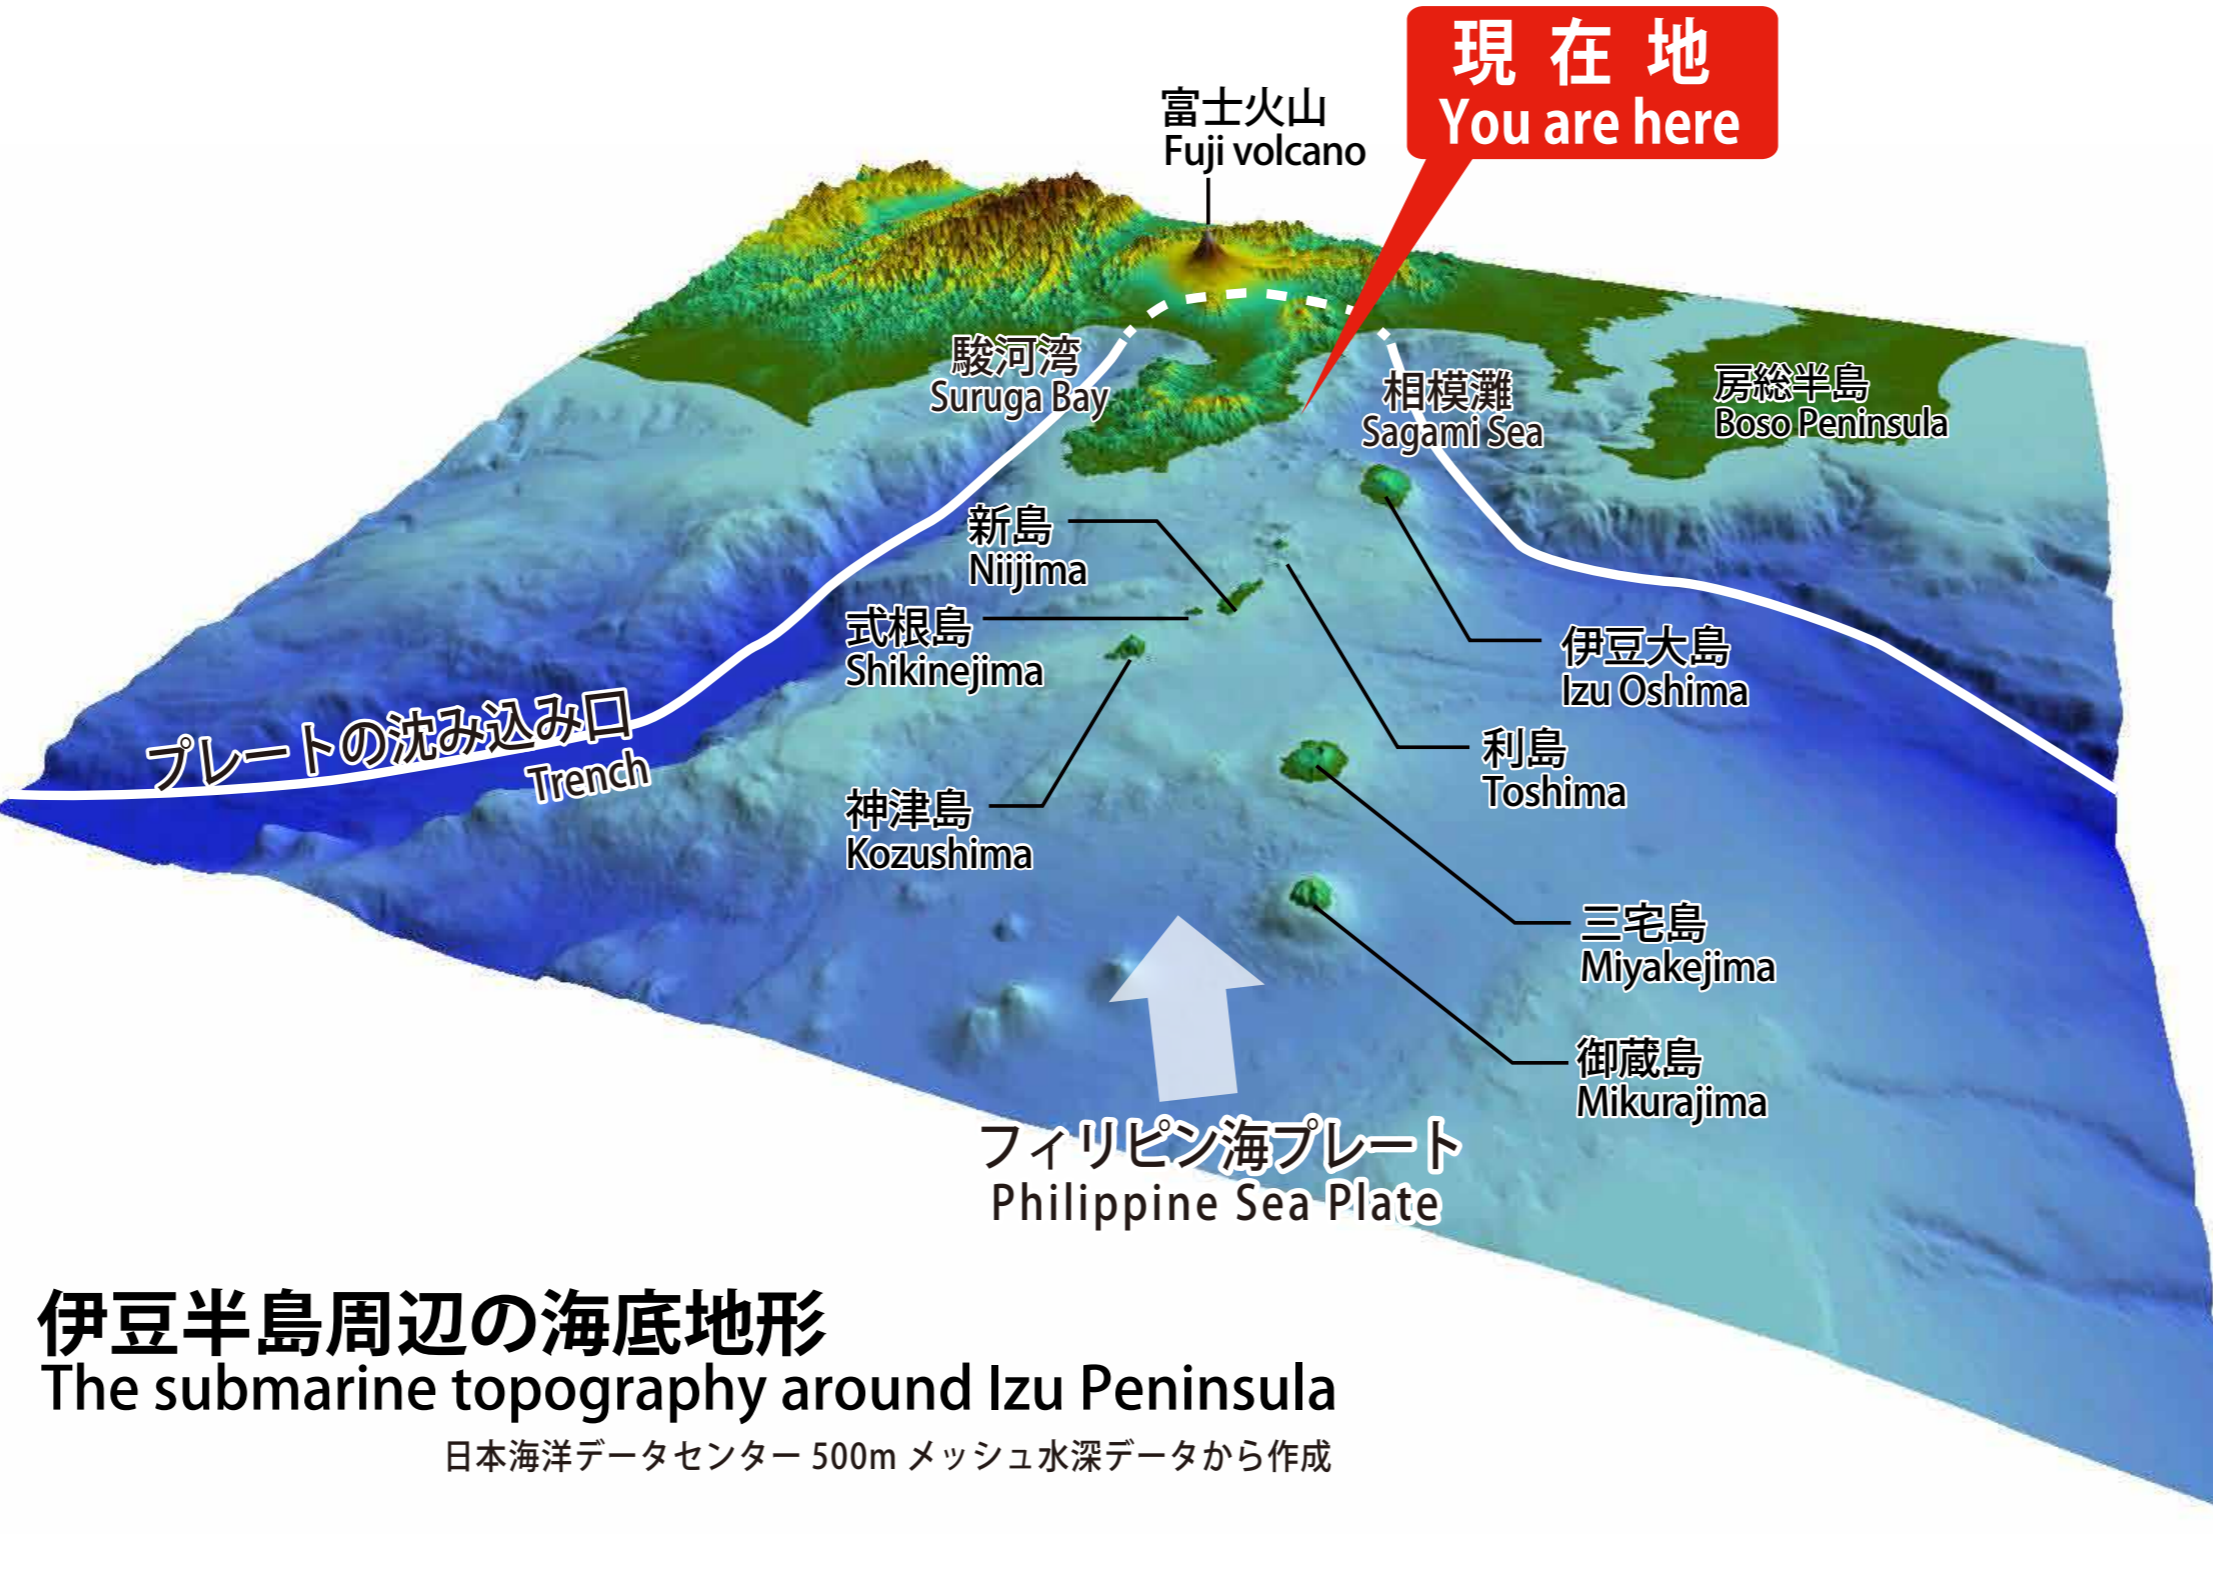 現在地
You are here
富士火山
Fuji volcano
駿河湾
Suruga Bay
相模灘
Sagami Sea
房総半島
Boso Peninsula
新島
Niijima
式根島
Shikinejima
伊豆大島
Izu Oshima
プレートの沈み込み口
Trench
利島
Toshima
神津島
Kozushima
三宅島
Miyakejima
御蔵島
Mikurajima
フィリピン海プレート
Philippine Sea Plate
伊豆半島周辺の海底地形
The submarine topography around Izu Peninsula
日本海洋データセンター 500m メッシュ水深データから作成